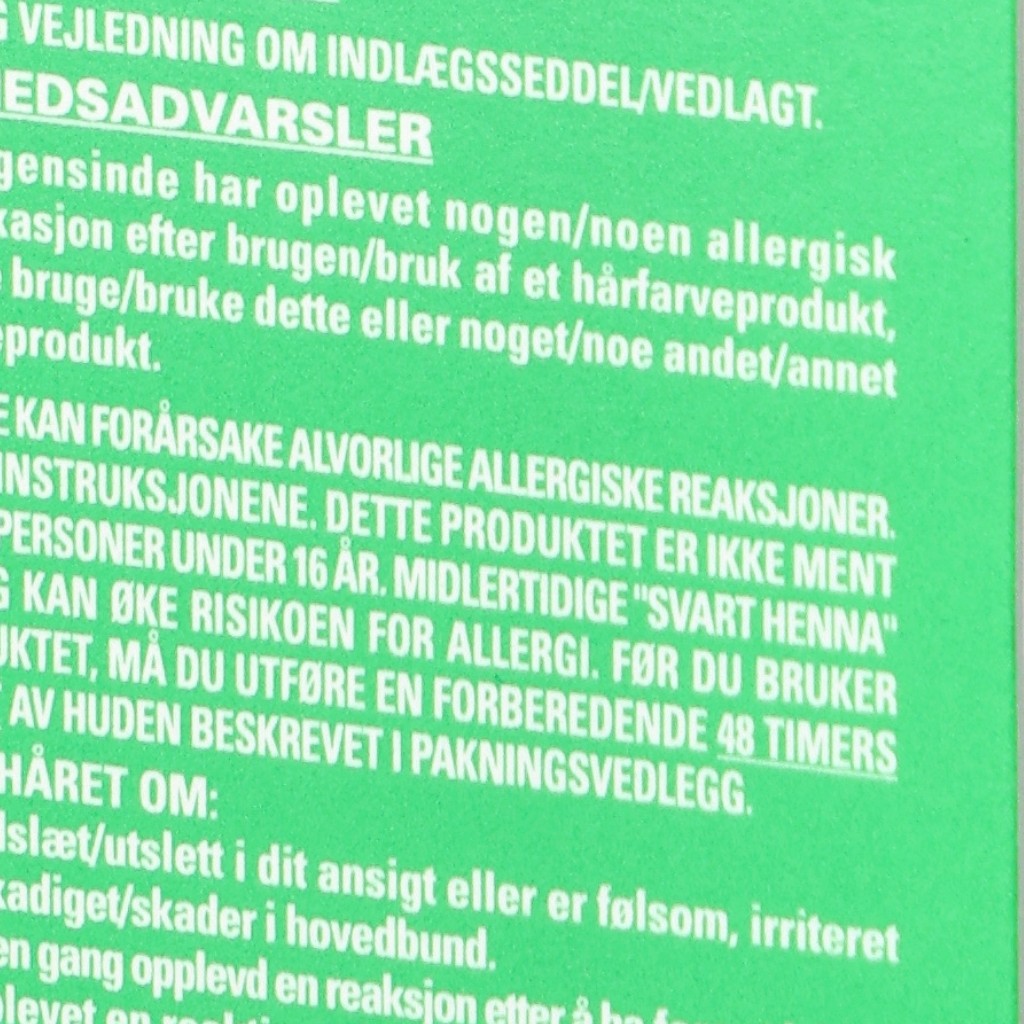 VEJLEDNING OM INDLÆGSSEDDEL/VEDLAGT.
EDSADVARSLER
gensinde har oplevet nogen/noen allergisk
kasjon efter brugen/bruk af et hårfarveprodukt,
bruge/bruke dette eller noget/noe andet/annet
eprodukt.
E KAN FORÅRSAKE ALVORLIGE ALLERGISKE REAKSJONER.
INSTRUKSJONENE. DETTE PRODUKTET ER IKKE MENT
PERSONER UNDER 16 ÅR. MIDLERTIDIGE "SVART HENNA"
G KAN ØKE RISIKOEN FOR ALLERGI. FØR DU BRUKER
UKTET, MÅ DU UTFØRE EN FORBEREDENDE 48 TIMERS
AV HUDEN BESKREVET I PAKNINGSVEDLEGG.
HÅRET OM:
dslæt/utslett i dit ansigt eller er følsom, irriteret
kadiget/skader i hovedbund.
en gang opplevd en reaksjon etter å ha
plevet en